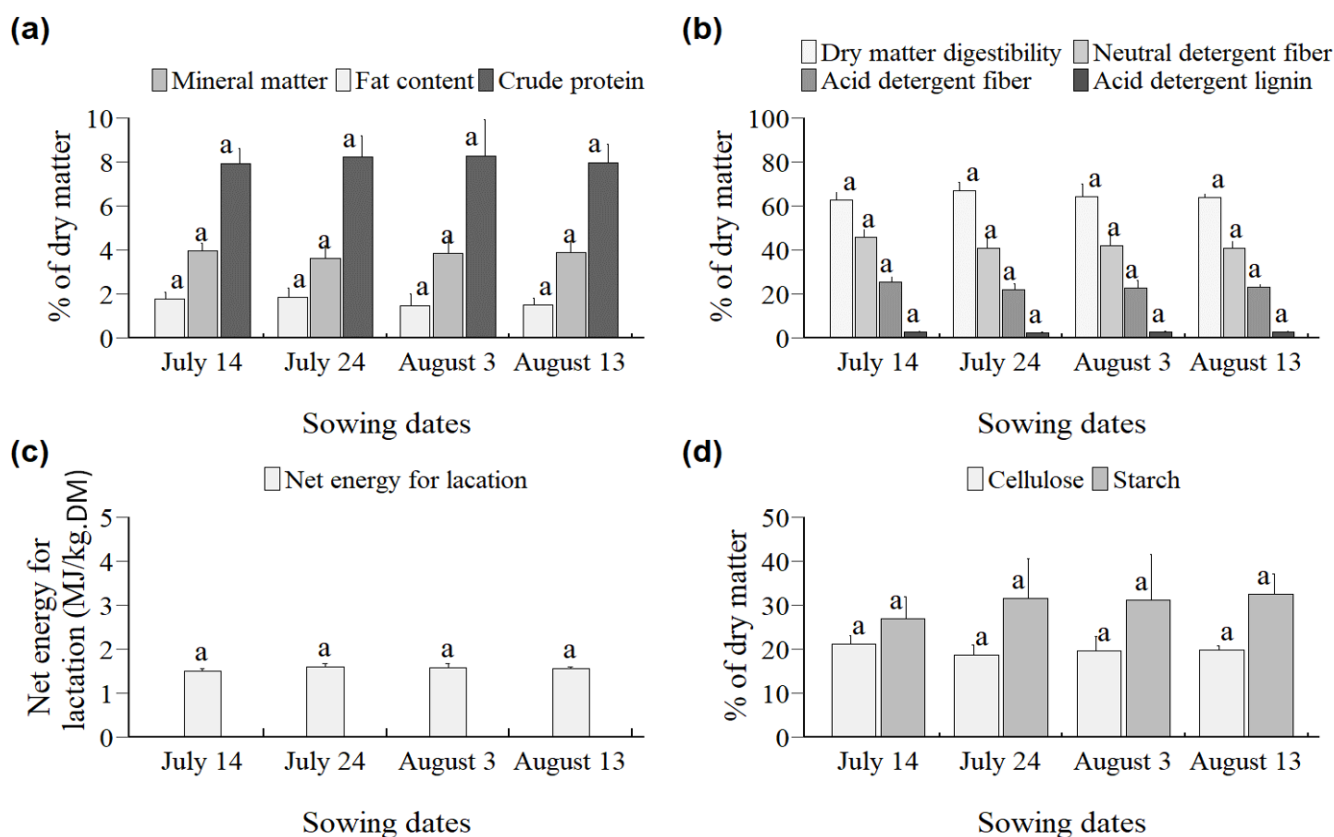 (a)
Mineral matter Fat content Crude protein
% of dry matter
10
8
6
4
2
0
a a a a
a a a a
a a a a
July 14 July 24 August 3 August 13
Sowing dates
(b)
Dry matter digestibility Neutral detergent fiber
Acid detergent fiber Acid detergent lignin
% of dry matter
100
80
60
40
20
0
a a a a
a a a a
a a a a
a a a a
July 14 July 24 August 3 August 13
Sowing dates
(c)
Net energy for lacation
Net energy for
lactation (MJ/kg.DM)
5
4
3
2
1
0
a a a a
July 14 July 24 August 3 August 13
Sowing dates
(d)
Cellulose Starch
% of dry matter
50
40
30
20
10
0
a a a a
a a a a
July 14 July 24 August 3 August 13
Sowing dates